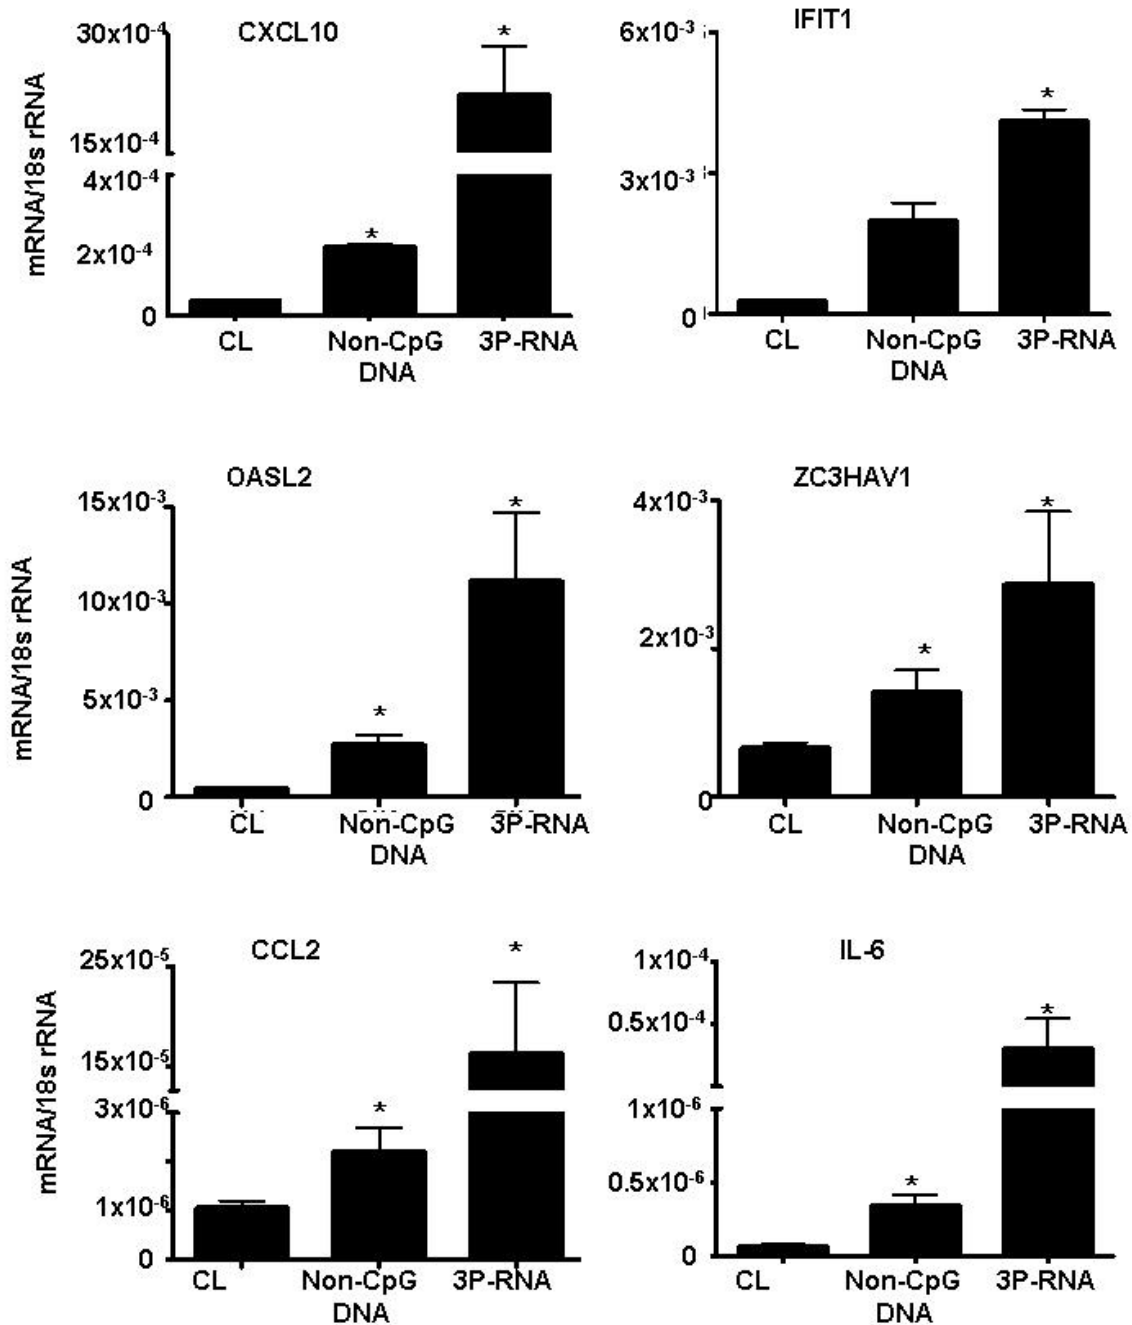 CXCL10
30x10⁻⁴
*
15x10⁻⁴
4x10⁻⁴
*
2x10⁻⁴
0
mRNA/18s rRNA
CL
Non-CpG
DNA
3P-RNA
IFIT1
6x10⁻³
*
3x10⁻³
0
CL
Non-CpG
DNA
3P-RNA
OASL2
15x10⁻³
*
10x10⁻³
5x10⁻³
*
0
mRNA/18s rRNA
CL
Non-CpG
DNA
3P-RNA
ZC3HAV1
4x10⁻³
*
2x10⁻³
*
0
CL
Non-CpG
DNA
3P-RNA
CCL2
*
25x10⁻⁵
15x10⁻⁵
3x10⁻⁶
*
1x10⁻⁶
0
mRNA/18s rRNA
CL
Non-CpG
DNA
3P-RNA
IL-6
1x10⁻⁴
*
0.5x10⁻⁴
1x10⁻⁶
0.5x10⁻⁶
*
0
CL
Non-CpG
DNA
3P-RNA